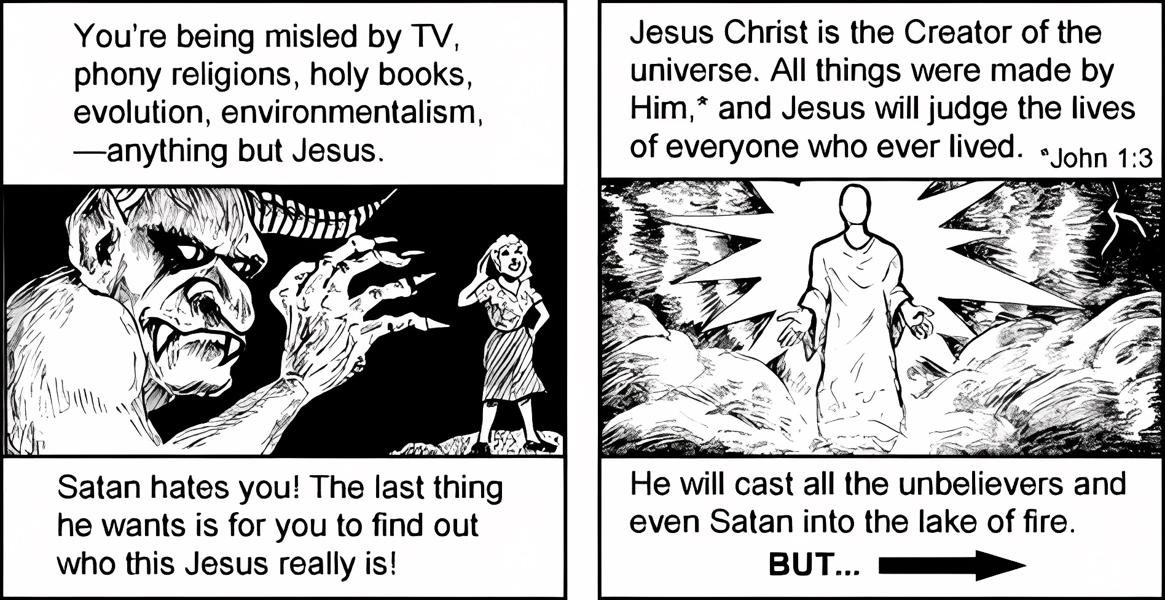 You're being misled by TV,
phony religions, holy books,
evolution, environmentalism,
—anything but Jesus.
Satan hates you! The last thing
he wants is for you to find out
who this Jesus really is!
Jesus Christ is the Creator of the
universe. All things were made by
Him,* and Jesus will judge the lives
of everyone who ever lived. *John 1:3
He will cast all the unbelievers and
even Satan into the lake of fire.
BUT...